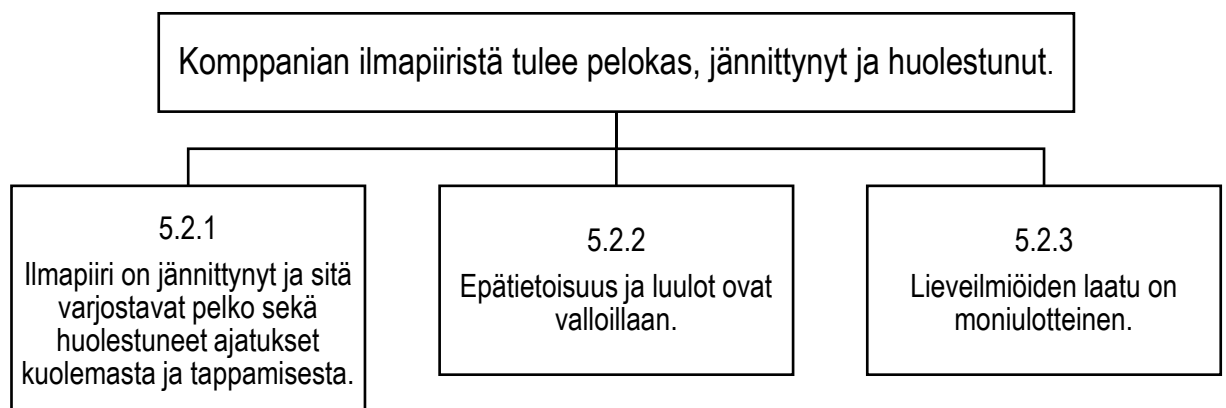 Komppanian ilmapiiristä tulee pelokas, jännittynyt ja huolestunut.
5.2.1
Ilmapiiri on jännittynyt ja sitä
varjostavat pelko sekä
huolestuneet ajatukset
kuolemasta ja tappamisesta.
5.2.2
Epätietoisuus ja luulot ovat
valloillaan.
5.2.3
Lieveilmiöiden laatu on
moniulotteinen.